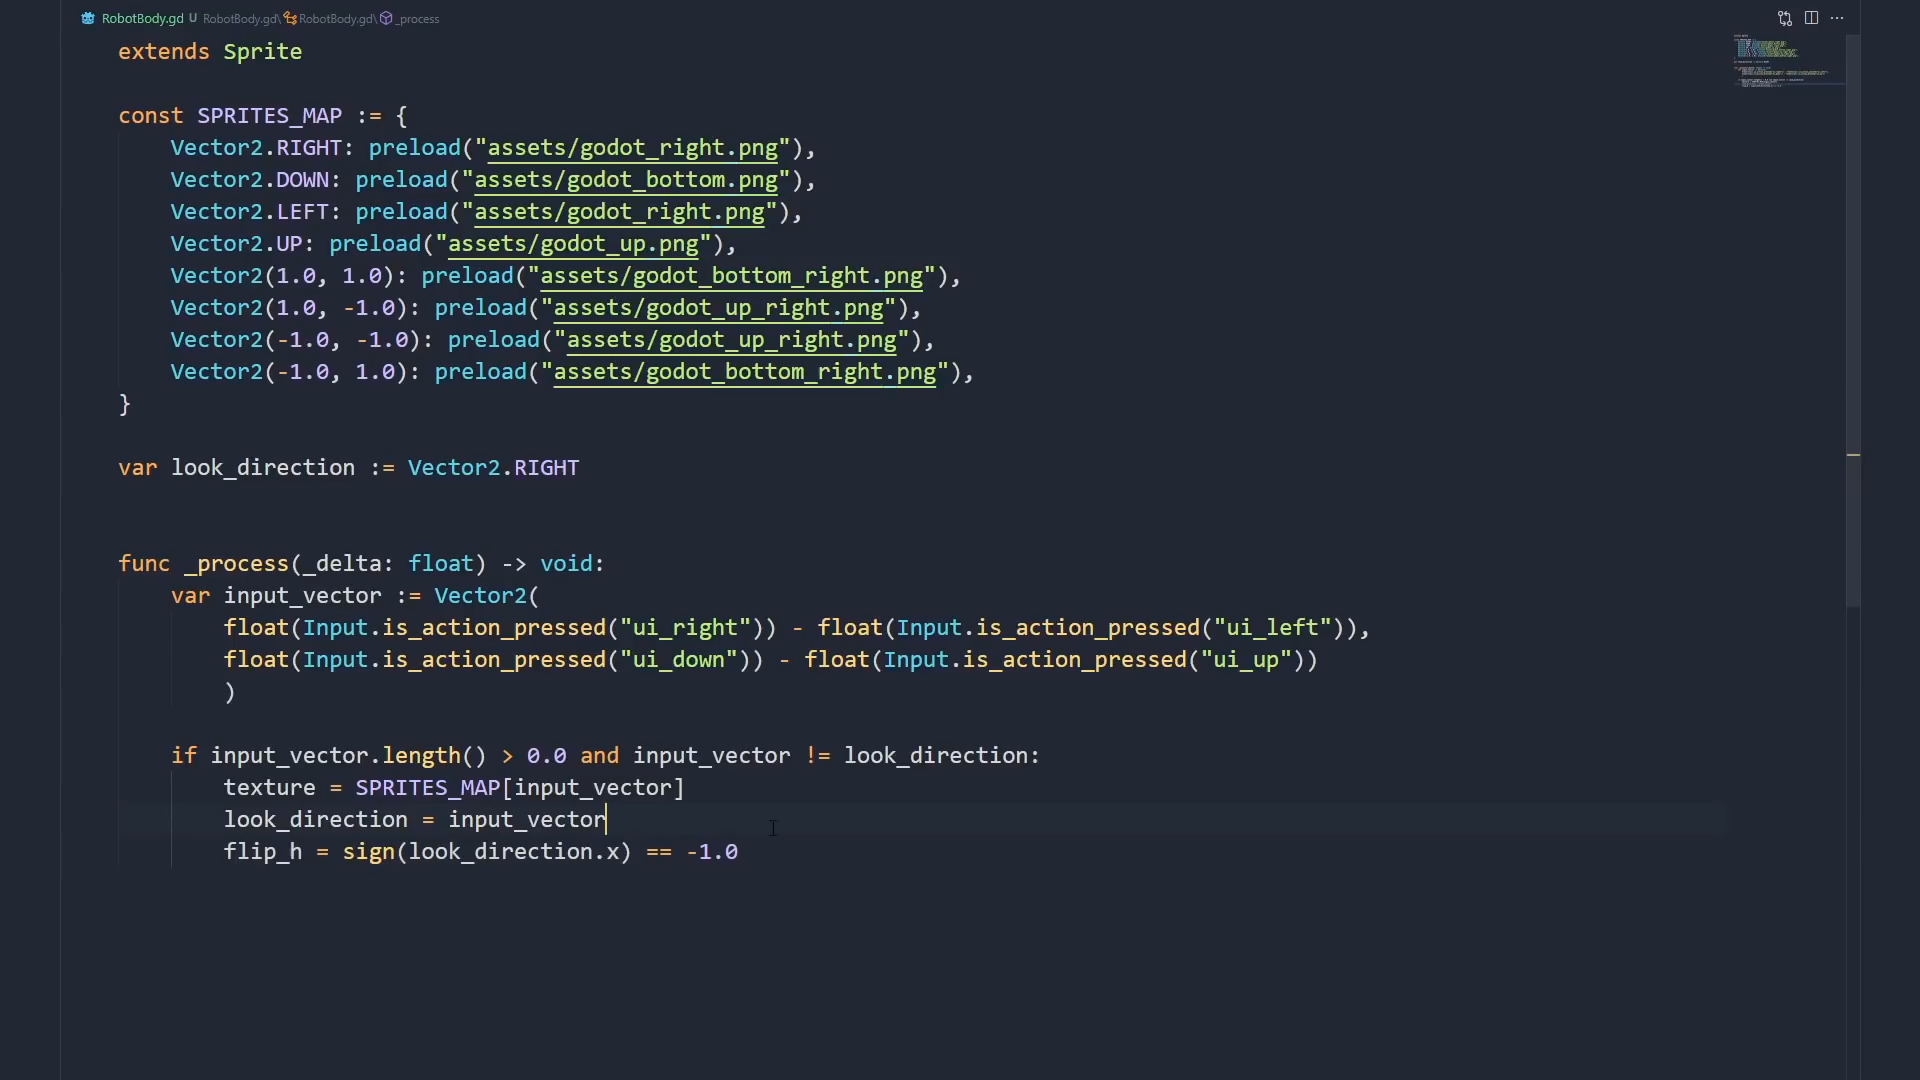 RobotBody.gd U RobotBody.gd\ RobotBody.gd\ _process
extends Sprite
const SPRITES_MAP := {
Vector2.RIGHT: preload("assets/godot_right.png"),
Vector2.DOWN: preload("assets/godot_bottom.png"),
Vector2.LEFT: preload("assets/godot_right.png"),
Vector2.UP: preload("assets/godot_up.png"),
Vector2(1.0, 1.0): preload("assets/godot_bottom_right.png"),
Vector2(1.0, -1.0): preload("assets/godot_up_right.png"),
Vector2(-1.0, -1.0): preload("assets/godot_up_right.png"),
Vector2(-1.0, 1.0): preload("assets/godot_bottom_right.png"),
}
var look_direction := Vector2.RIGHT
func _process(_delta: float) -> void:
var input_vector := Vector2(
float(Input.is_action_pressed("ui_right")) - float(Input.is_action_pressed("ui_left")),
float(Input.is_action_pressed("ui_down")) - float(Input.is_action_pressed("ui_up"))
)
if input_vector.length() > 0.0 and input_vector != look_direction:
texture = SPRITES_MAP[input_vector]
look_direction = input_vector
flip_h = sign(look_direction.x) == -1.0